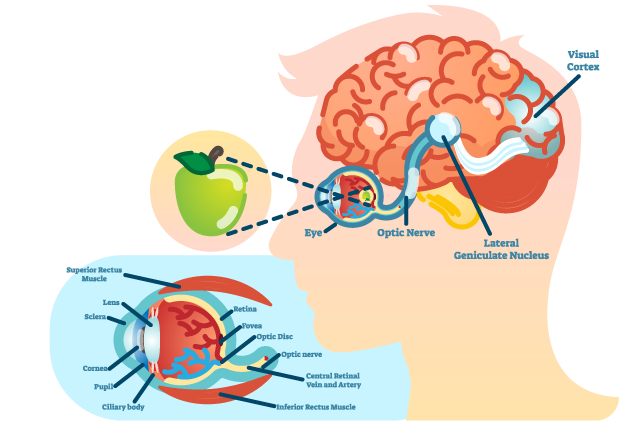 Visual
Cortex
Eye
Optic Nerve
Lateral
Geniculate Nucleus
Superior Rectus
Muscle
Lens
Sclera
Cornea
Pupil
Ciliary body
Retina
Fovea
Optic Disc
Optic nerve
Central Retinal
Vein and Artery
Inferior Rectus Muscle